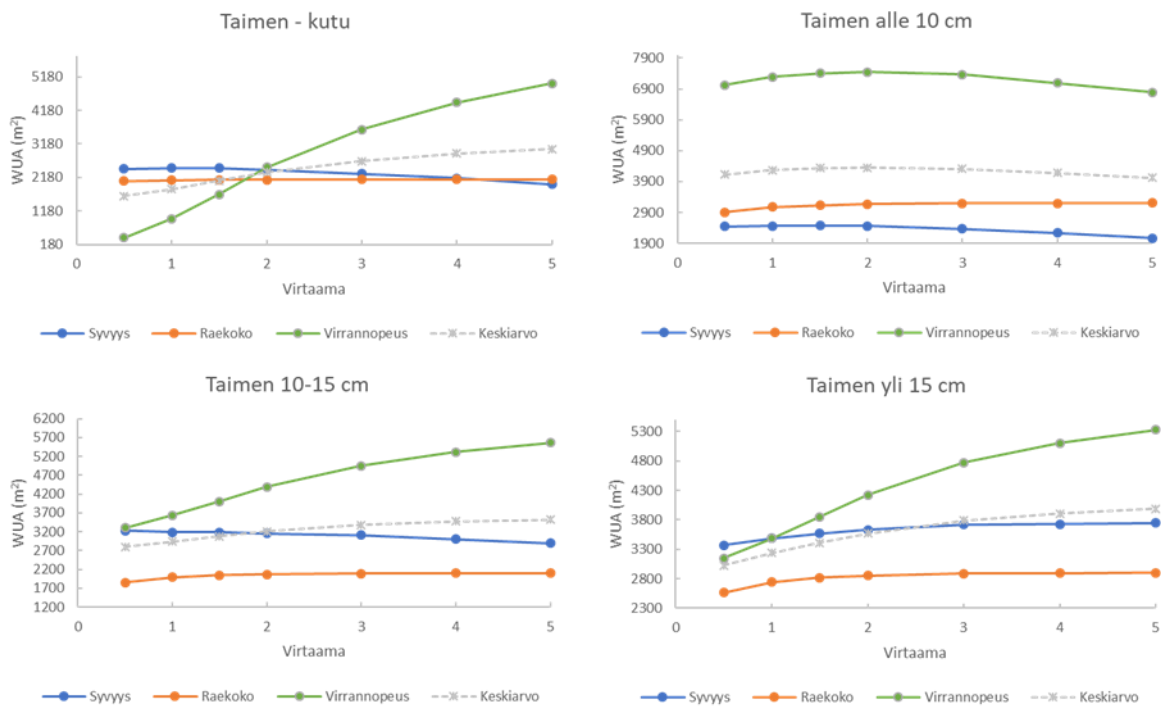 Taimen - kutu
WUA (m²)
5180
4180
3180
2180
1180
180
0 1 2 3 4 5
Virtaama
Syvyys Raekoko Virrannopeus Keskiarvo
Taimen alle 10 cm
WUA (m²)
7900
6900
5900
4900
3900
2900
1900
0 1 2 3 4 5
Virtaama
Syvyys Raekoko Virrannopeus Keskiarvo
Taimen 10-15 cm
WUA (m²)
6200
5700
5200
4700
4200
3700
3200
2700
2200
1700
1200
0 1 2 3 4 5
Virtaama
Syvyys Raekoko Virrannopeus Keskiarvo
Taimen yli 15 cm
WUA (m²)
5300
4800
4300
3800
3300
2800
2300
0 1 2 3 4 5
Virtaama
Syvyys Raekoko Virrannopeus Keskiarvo